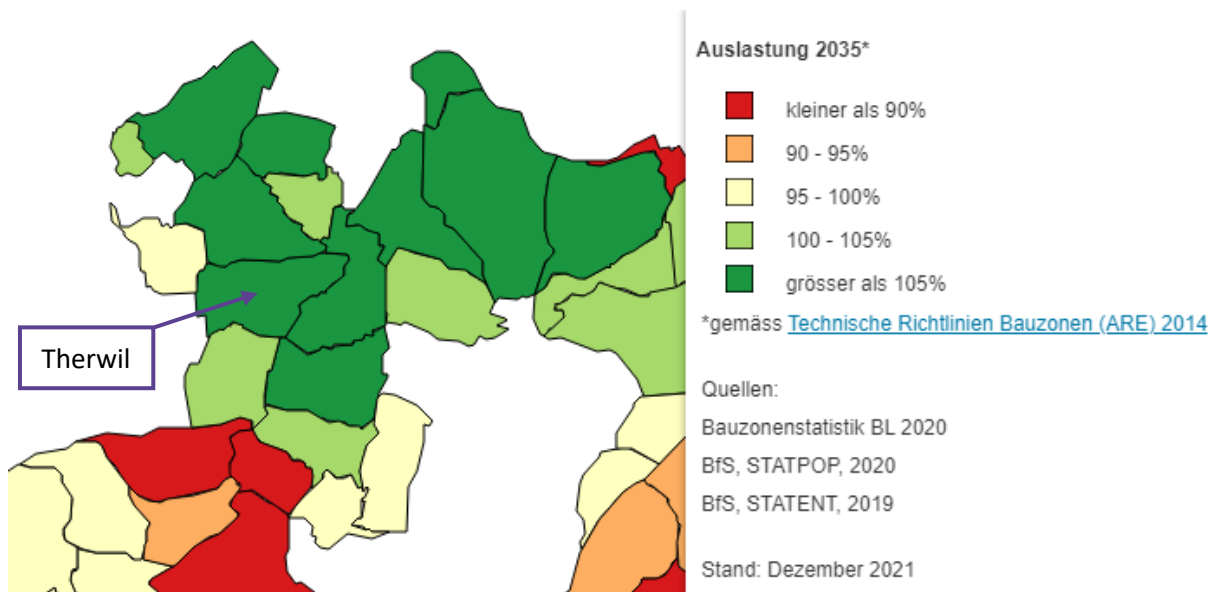 Auslastung 2035*
kleiner als 90%
90 - 95%
95 - 100%
100 - 105%
grösser als 105%
*gemäss Technische Richtlinien Bauzonen (ARE) 2014
Therwil
Quellen:
Bauzonenstatistik BL 2020
BfS, STATPOP, 2020
BfS, STATENT, 2019
Stand: Dezember 2021